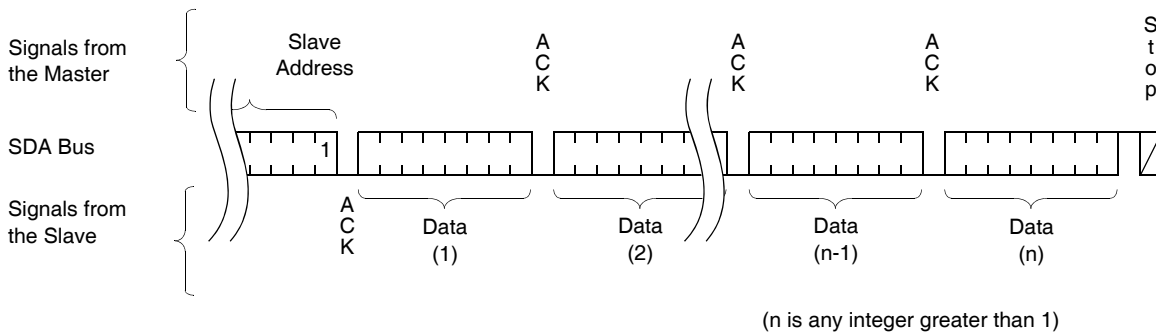 Signals from
the Master
Slave
Address
A
C
K
A
C
K
A
C
K
S
t
o
p
SDA Bus
1
Signals from
the Slave
A
C
K
Data
(1)
Data
(2)
Data
(n-1)
Data
(n)
(n is any integer greater than 1)